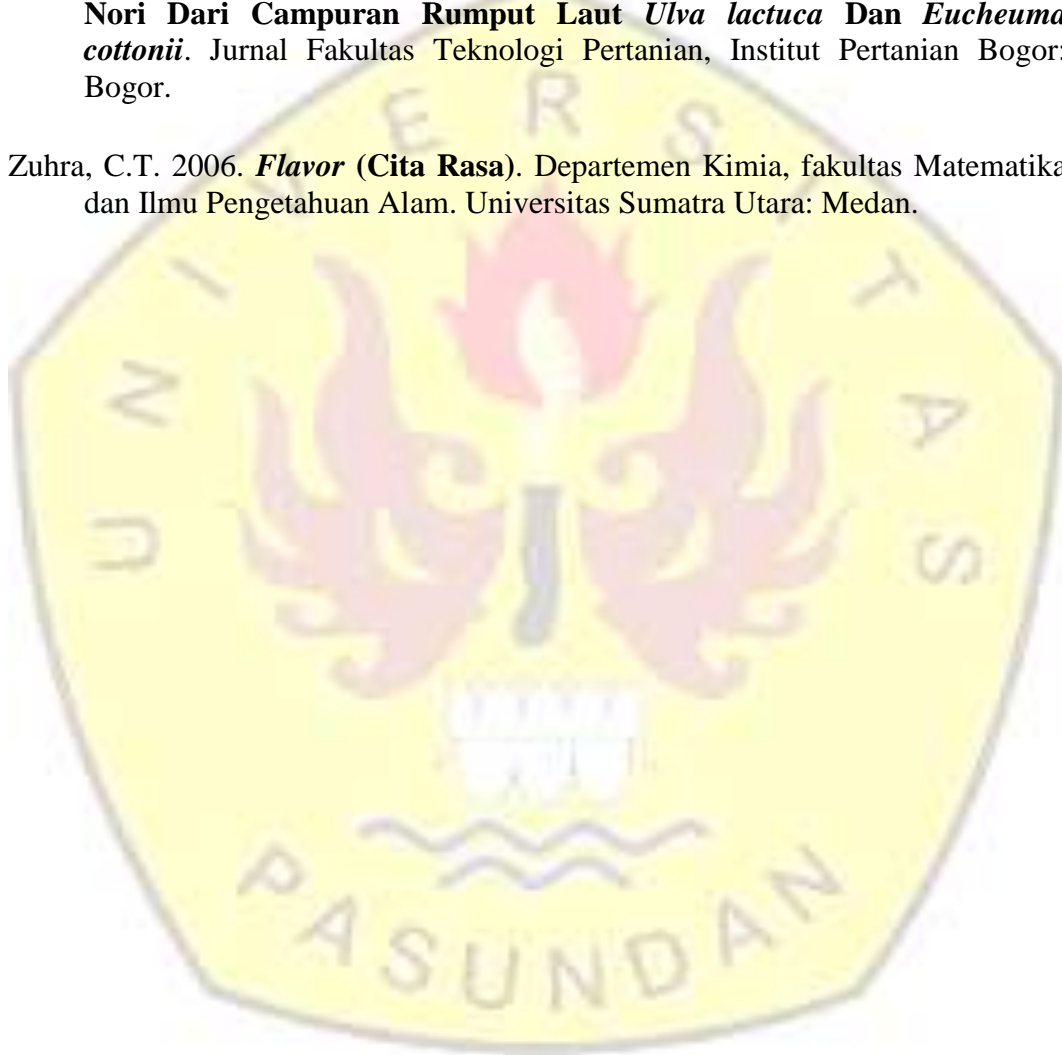 Nori Dari Campuran Rumput Laut Ulva lactuca Dan Eucheuma
cottonii. Jurnal Fakultas Teknologi Pertanian, Institut Pertanian Bogor:
Bogor.
Zuhra, C.T. 2006. Flavor (Cita Rasa). Departemen Kimia, fakultas Matematika
dan Ilmu Pengetahuan Alam. Universitas Sumatra Utara: Medan.
UNIVERSITAS
PASUNDAN